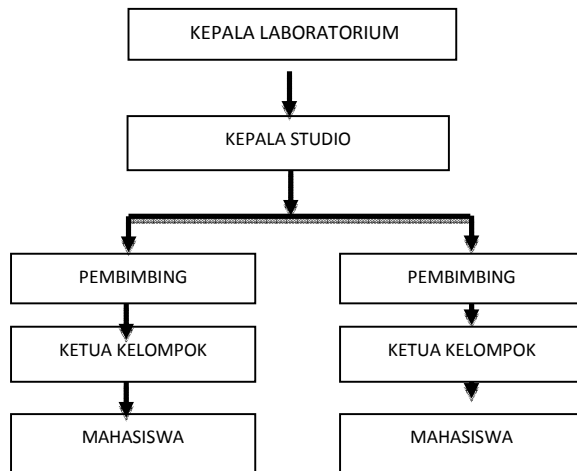 KEPALA LABORATORIUM
KEPALA STUDIO
PEMBIMBING
PEMBIMBING
KETUA KELOMPOK
KETUA KELOMPOK
MAHASISWA
MAHASISWA